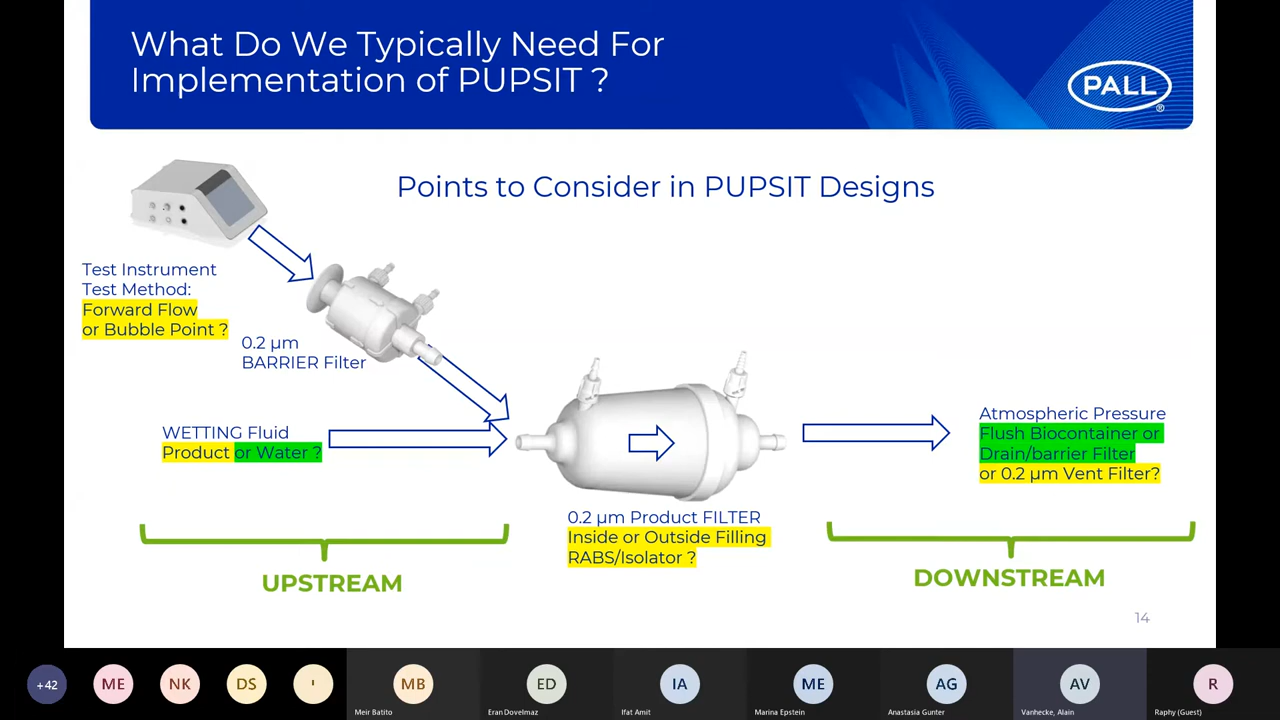 What Do We Typically Need For
Implementation of PUPSIT ?
PALL
®
Points to Consider in PUPSIT Designs
Test Instrument
Test Method:
Forward Flow
or Bubble Point ?
0.2 µm
BARRIER Filter
WETTING Fluid
Product or Water ?
Atmospheric Pressure
Flush Biocontainer or
Drain/barrier Filter
or 0.2 µm Vent Filter?
0.2 µm Product FILTER
Inside or Outside Filling
RABS/Isolator ?
UPSTREAM
DOWNSTREAM
14
+42
ME
NK
DS
'
MB
ED
IA
ME
AG
AV
R
Meir Batito
Eran Dovelmaz
Ifat Amit
Marina Epstein
Anastasia Gunter
Vanhecke, Alain
Raphy (Guest)